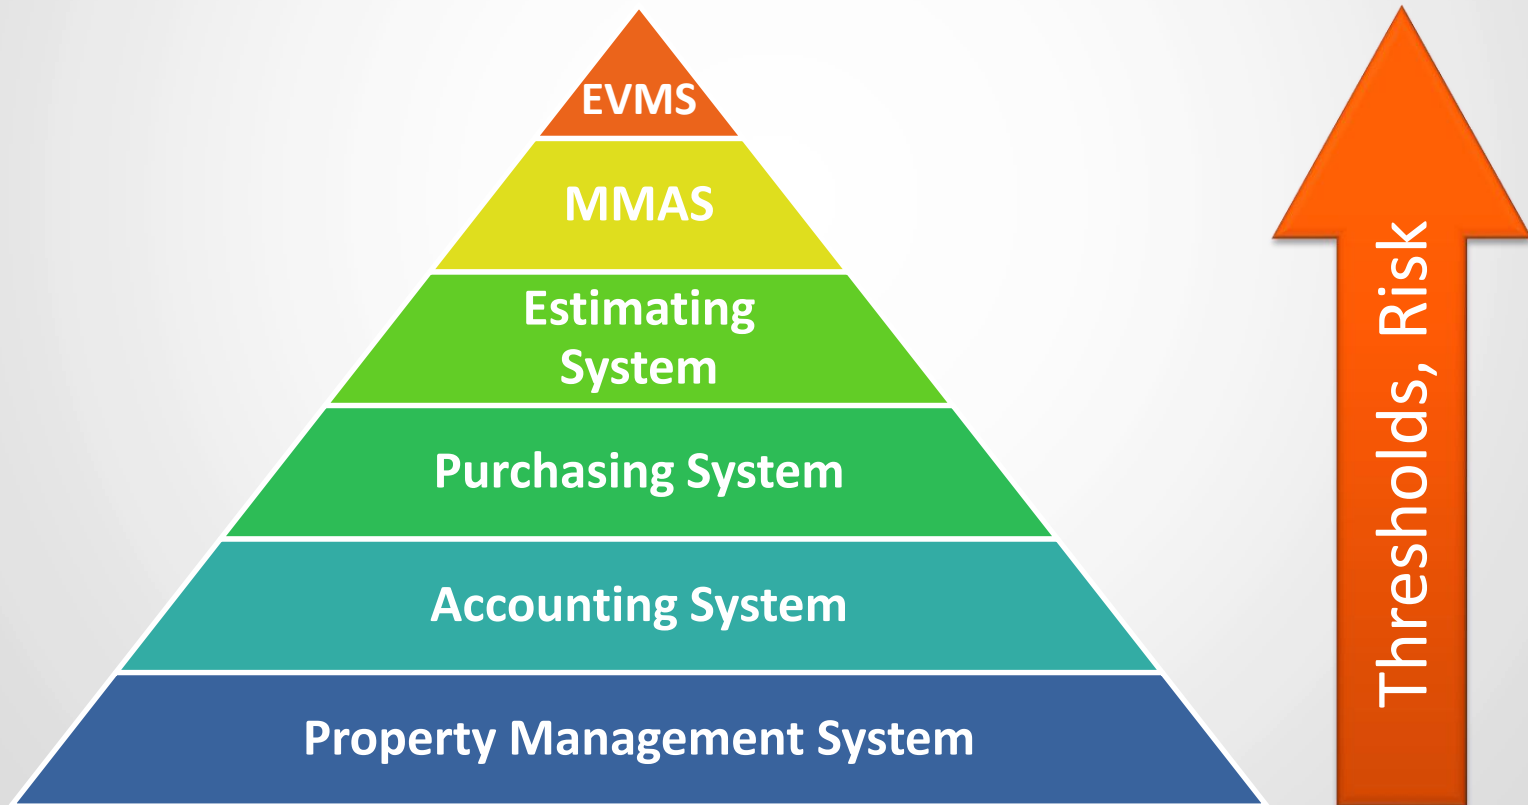 EVMS
MMAS
Estimating
System
Purchasing System
Accounting System
Property Management System
Thresholds, Risk